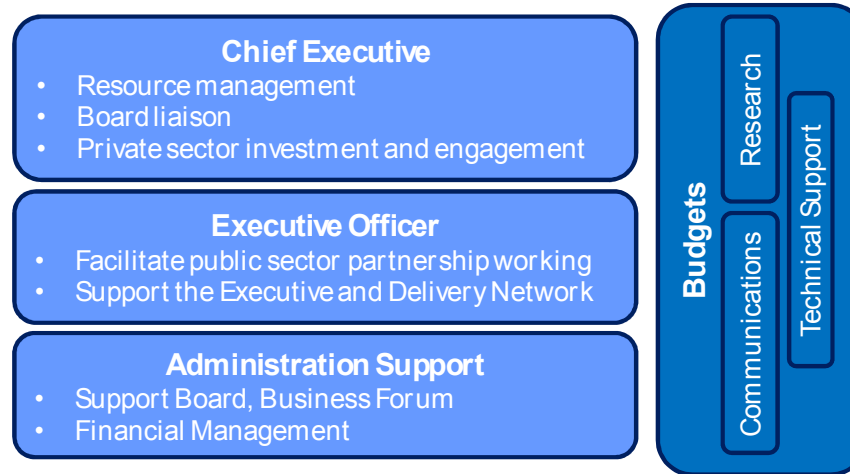 Chief Executive
• Resource management
• Board liaison
• Private sector investment and engagement
Executive Officer
• Facilitate public sector partnership working
• Support the Executive and Delivery Network
Administration Support
• Support Board, Business Forum
• Financial Management
Budgets
Research
Communications
Technical Support